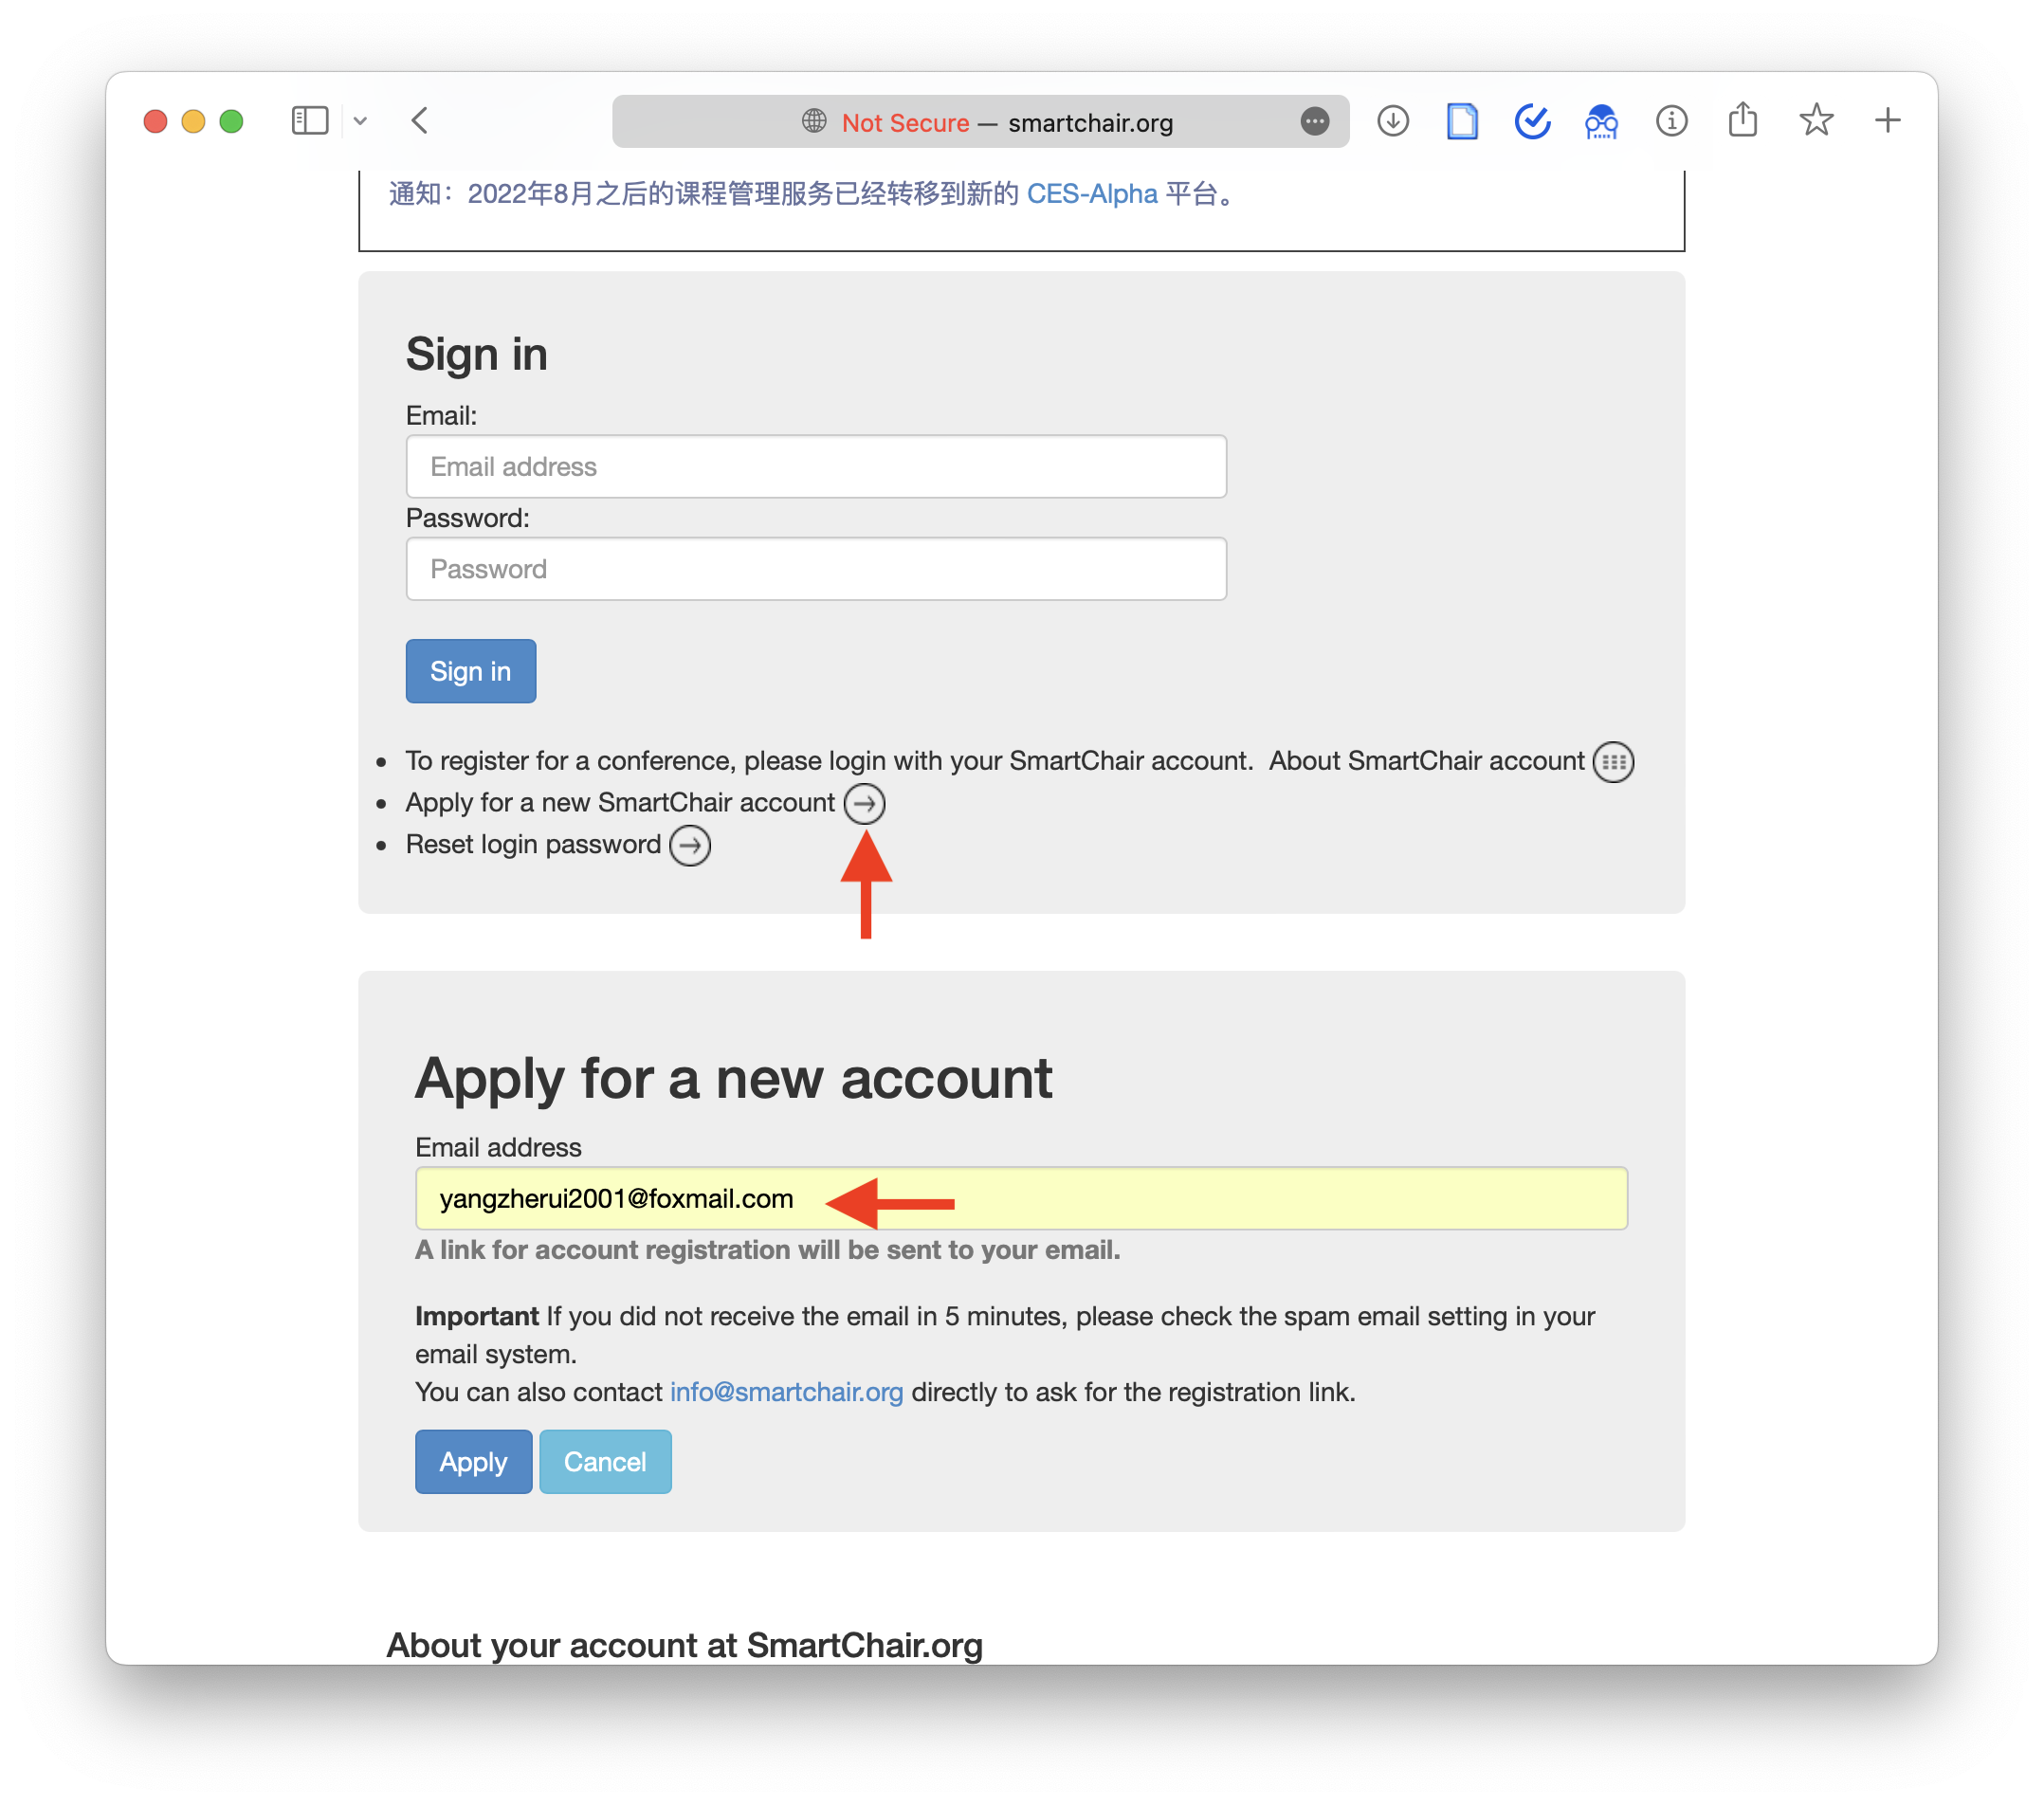 Not Secure — smartchair.org
通知：2022年8月之后的课程管理服务已经转移到新的 CES-Alpha 平台。
Sign in
Email:
Email address
Password:
Password
Sign in
To register for a conference, please login with your SmartChair account. About SmartChair account
Apply for a new SmartChair account
Reset login password
Apply for a new account
Email address
yangzherui2001@foxmail.com
A link for account registration will be sent to your email.
Important If you did not receive the email in 5 minutes, please check the spam email setting in your
email system.
You can also contact info@smartchair.org directly to ask for the registration link.
Apply Cancel
About your account at SmartChair.org